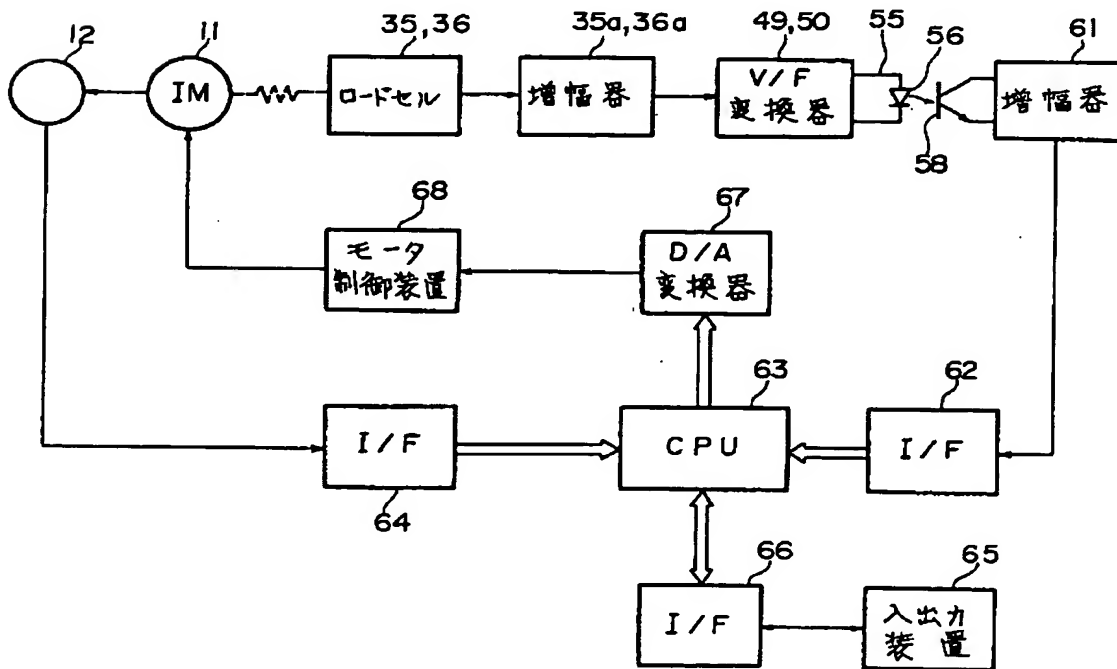 12
11
35,36
35a,36a
49,50
55
56
61
IM
ロードセル
増幅器
V/F
変換器
増幅器
58
68
67
モータ
制御装置
D/A
変換器
63
62
I/F
CPU
I/F
64
66
65
I/F
入出力
装置